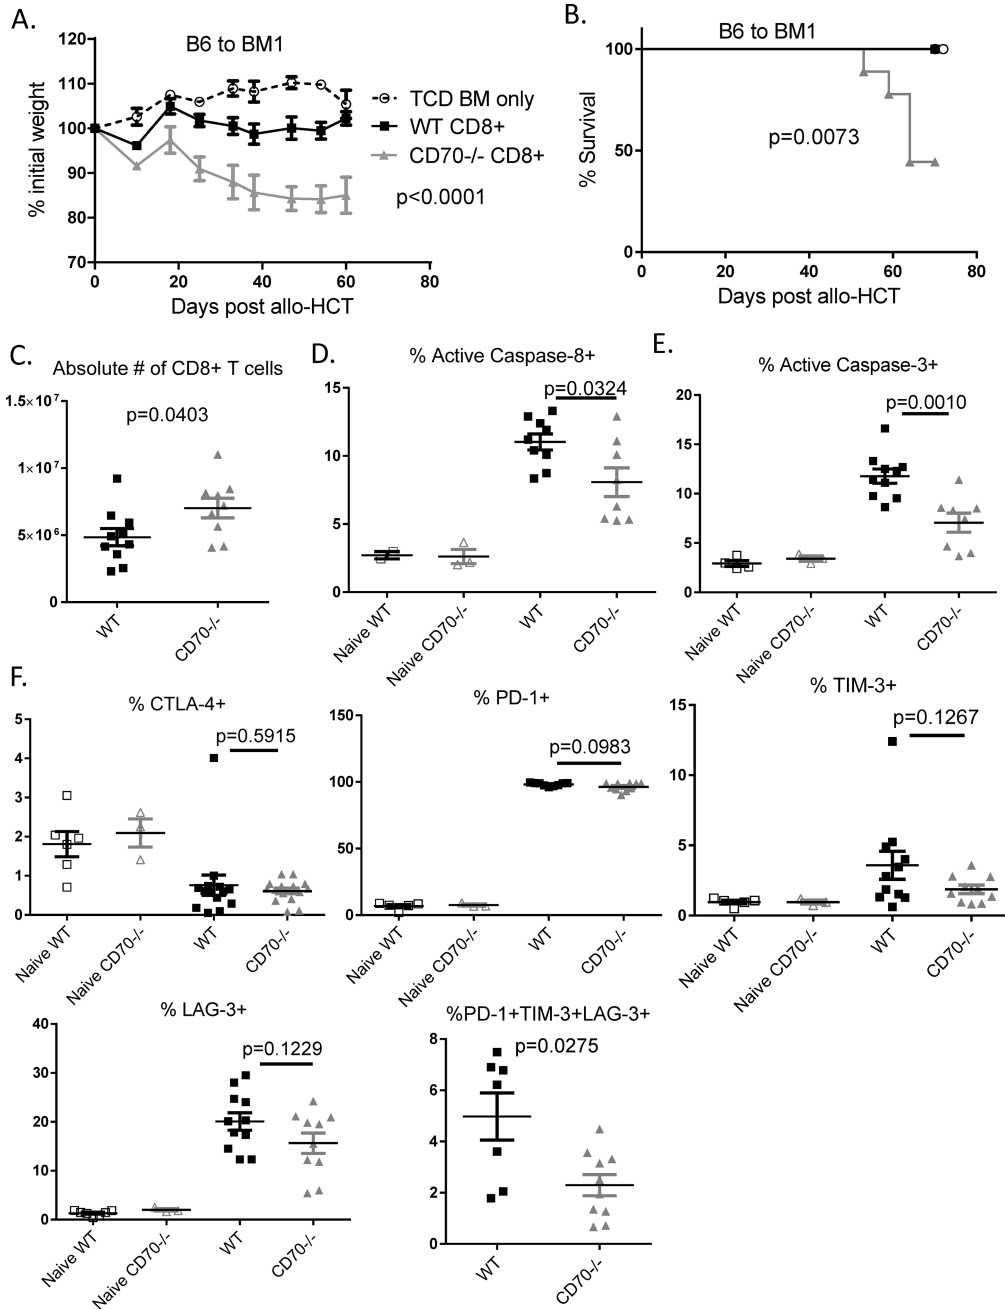 A.
B6 to BM1
% initial weight
120
110
100
90
80
70
0
20
40
60
80
Days post allo-HCT
TCD BM only
WT CD8+
CD70-/- CD8+
p<0.0001
B.
B6 to BM1
% Survival
100
50
0
p=0.0073
0
20
40
60
80
Days post allo-HCT
C.
Absolute # of CD8+ T cells
1.5×10⁷
1×10⁷
5×10⁶
0
p=0.0403
WT
CD70-/-
D.
% Active Caspase-8+
15
10
5
0
p=0.0324
Naive WT
Naive CD70-/-
WT
CD70-/-
E.
% Active Caspase-3+
20
15
10
5
0
p=0.0010
Naive WT
Naive CD70-/-
WT
CD70-/-
F.
% CTLA-4+
5
4
3
2
1
0
p=0.5915
Naive WT
Naive CD70-/-
WT
CD70-/-
% PD-1+
150
100
50
0
p=0.0983
Naive WT
Naive CD70-/-
WT
CD70-/-
% TIM-3+
15
10
5
0
p=0.1267
Naive WT
Naive CD70-/-
WT
CD70-/-
% LAG-3+
40
30
20
10
0
p=0.1229
Naive WT
Naive CD70-/-
WT
CD70-/-
%PD-1+TIM-3+LAG-3+
8
6
4
2
0
p=0.0275
WT
CD70-/-